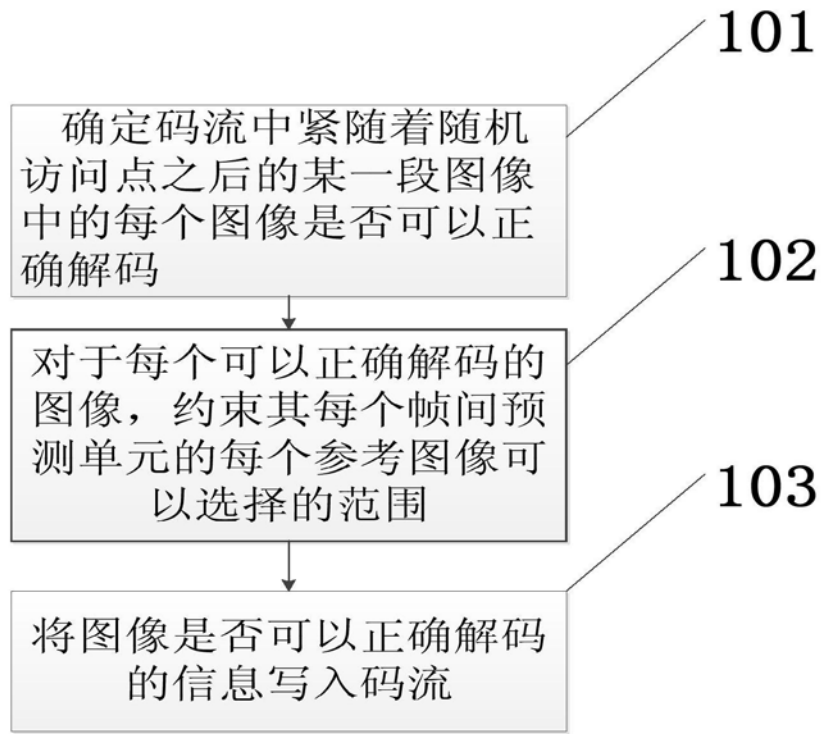 101
确定码流中紧随着随机
访问点之后的某一段图像
中的每个图像是否可以正
确解码
102
对于每个可以正确解码的
图像，约束其每个帧间预
测单元的每个参考图像可
以选择的范围
103
将图像是否可以正确解码
的信息写入码流